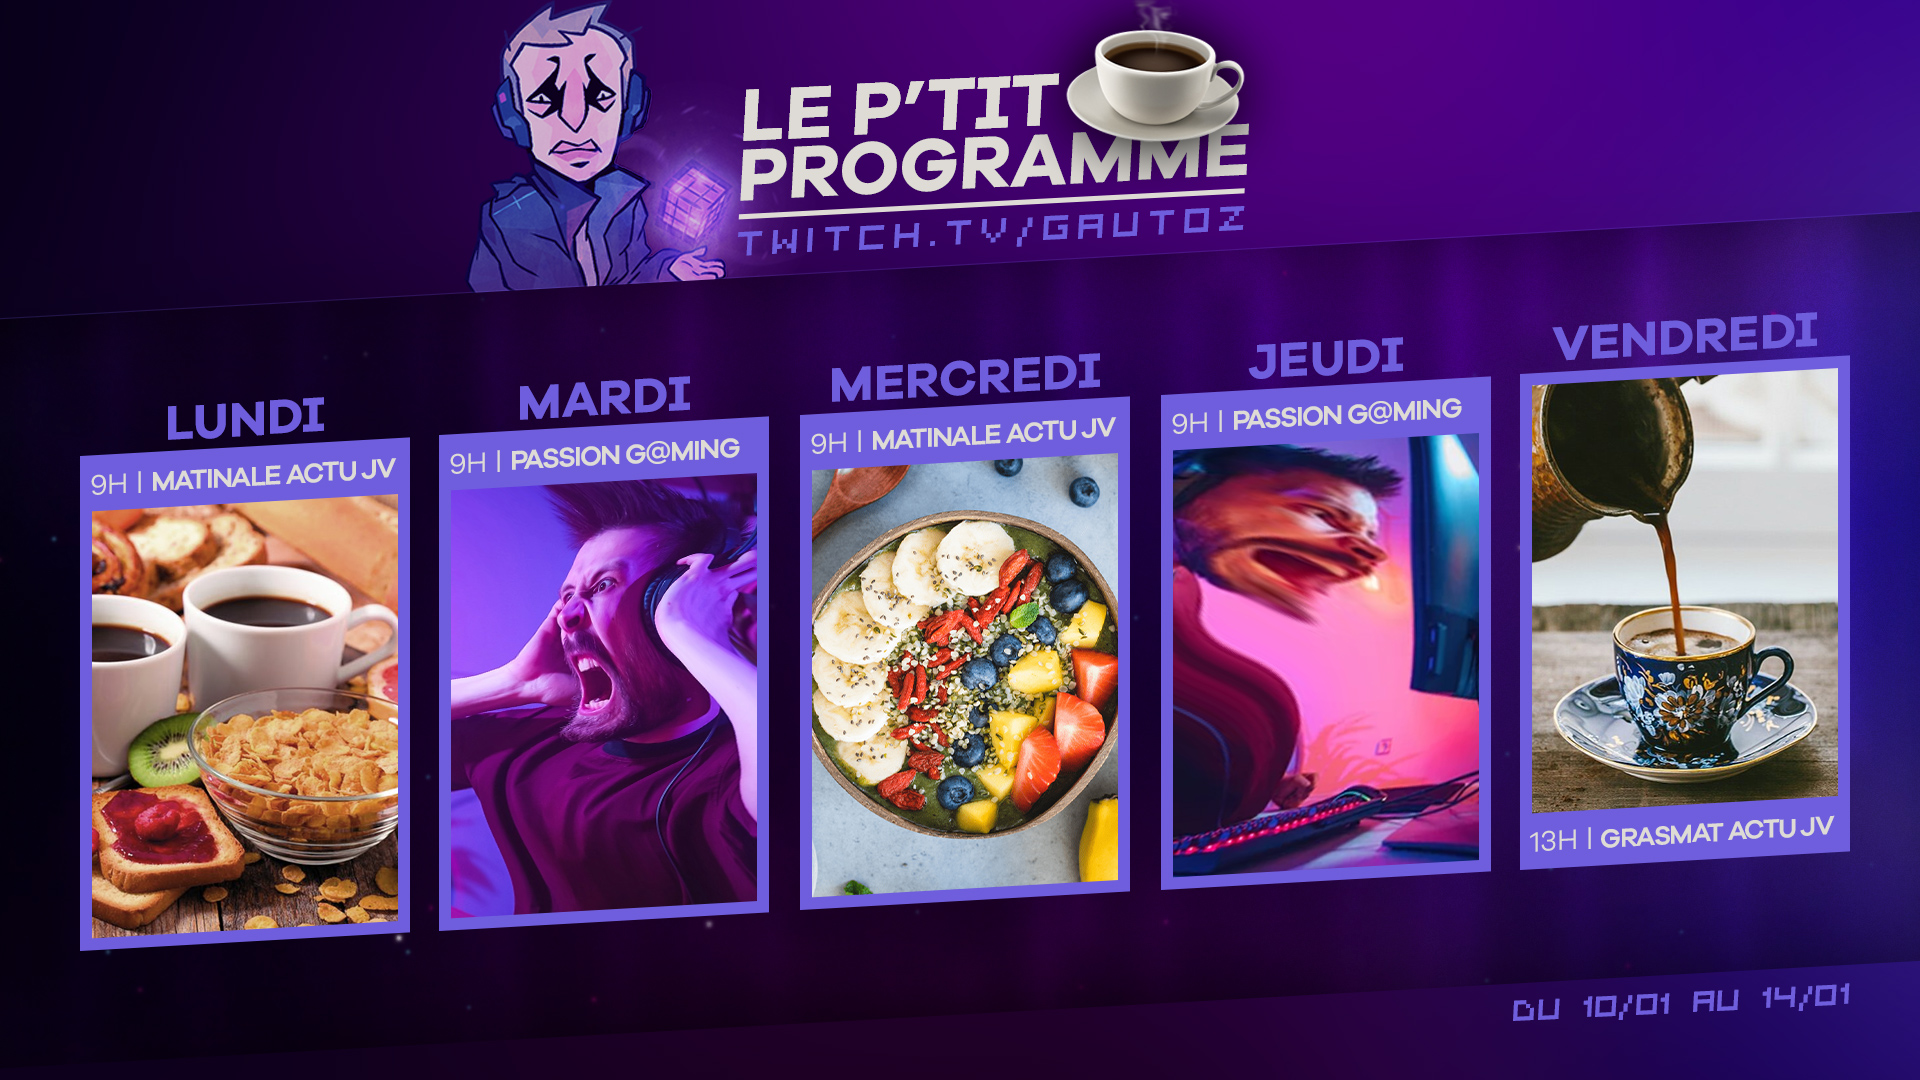 LE P'TIT
PROGRAMME
TWITCH.TV/GAUTOZ
LUNDI
9H | MATINALE ACTU JV
MARDI
9H | PASSION G@MING
MERCREDI
9H | MATINALE ACTU JV
JEUDI
9H | PASSION G@MING
VENDREDI
13H | GRASMAT ACTU JV
DU 10/01 AU 14/01